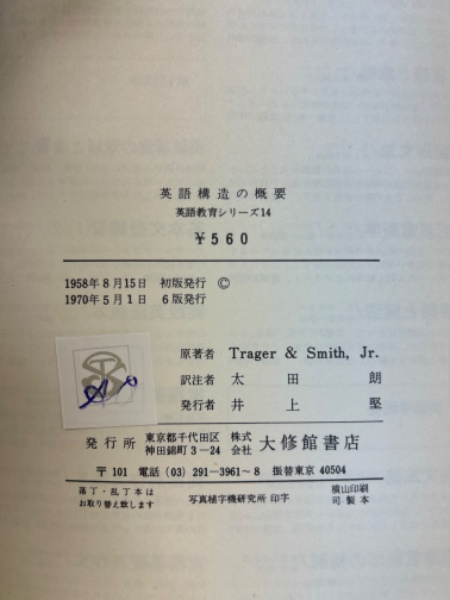 英語構造の概要
英語教育シリーズ14
¥560
1958年8月15日 初版発行 ©
1970年5月1日 6版発行
原著者 Trager & Smith, Jr.
訳注者 太田朗
発行者 井上堅
発行所 東京都千代田区神田錦町3-24 株式会社 大修館書店
〒101 電話(03)291-3961~8 振替東京40504
落丁・乱丁本は
お取り替え致します
写真植字機研究所 印字
横山印刷
司製本